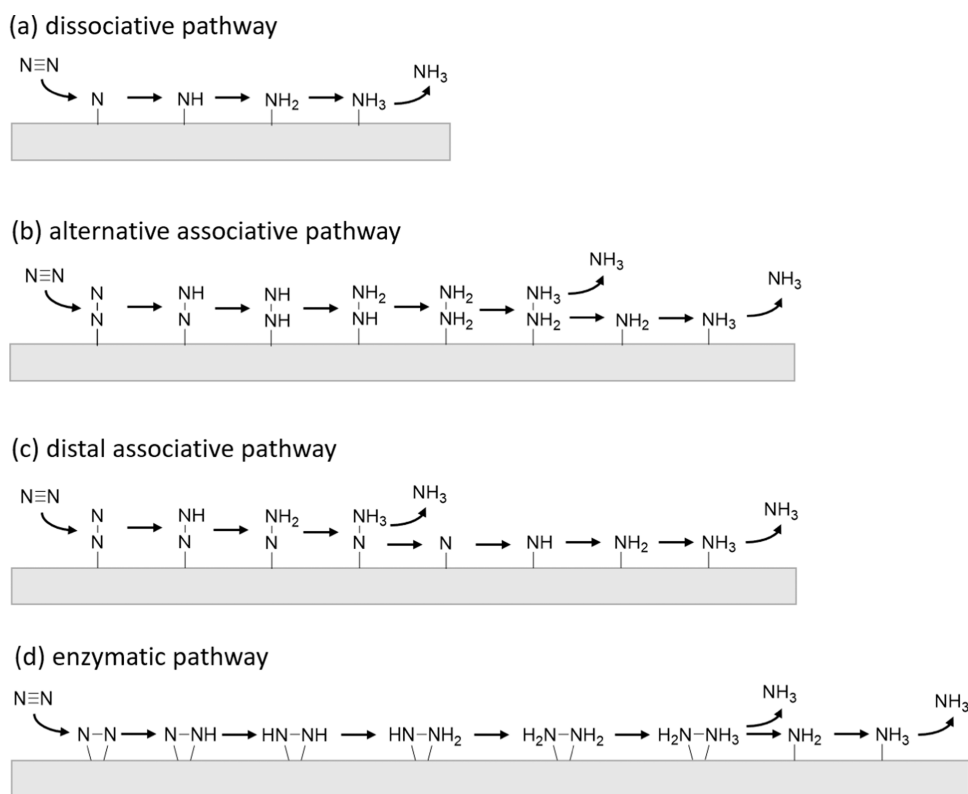 (a) dissociative pathway
N≡N
NH₃
N → NH → NH₂ → NH₃
(b) alternative associative pathway
NH₃
N≡N
NH₃
N NH NH NH₂ NH₂ NH₃
N → N → NH → NH → NH₂ → NH₂ → NH₂ → NH₃
(c) distal associative pathway
N≡N
NH₃
NH₃
N NH NH₂ NH₃
N → N → N → N → N → NH → NH₂ → NH₃
(d) enzymatic pathway
N≡N
NH₃
NH₃
N–N → N–NH → HN–NH → HN–NH₂ → H₂N–NH₂ → H₂N–NH₃ → NH₂ → NH₃